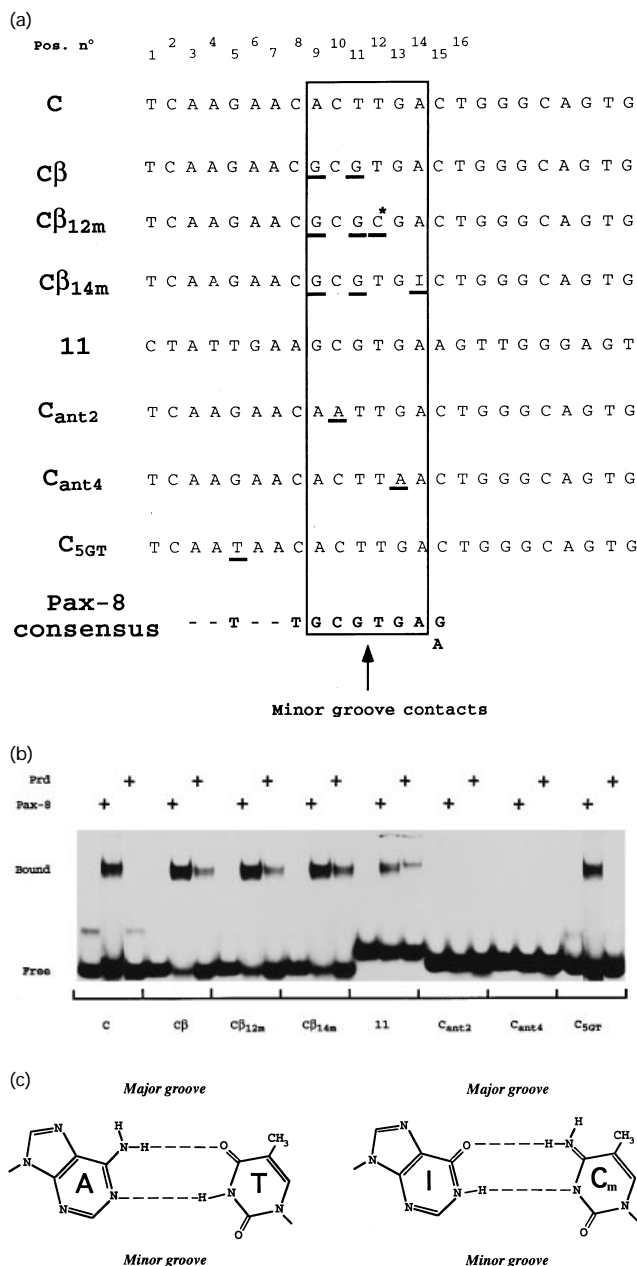 (a)
Pos. n° 1 2 3 4 5 6 7 8 9 10 11 12 13 14 15 16
C T C A A G A A C A C T T G A C T G G G C A G T G
Cβ T C A A G A A C G C G T G A C T G G G C A G T G
*
Cβ12m T C A A G A A C G C G C G A C T G G G C A G T G
Cβ14m T C A A G A A C G C G T G I C T G G G C A G T G
11 C T A T T G A A G C G T G A A G T T G G G A G T
Cant2 T C A A G A A C A A T T G A C T G G G C A G T G
Cant4 T C A A G A A C A C T T A A C T G G G C A G T G
C5GT T C A A T A A C A C T T G A C T G G G C A G T G
Pax-8
consensus - - T - - T G C G T G A G
A
Minor groove contacts
(b)
Prd + + + + + + + +
Pax-8 + + + + + + + +
Bound
Free
C Cβ Cβ12m Cβ14m 11 Cant2 Cant4 C5GT
(c)
Major groove Major groove
N N N N H H H A N O N O CH3 T
N N N N O H I H H N N N O CH3 Cm
Minor groove Minor groove